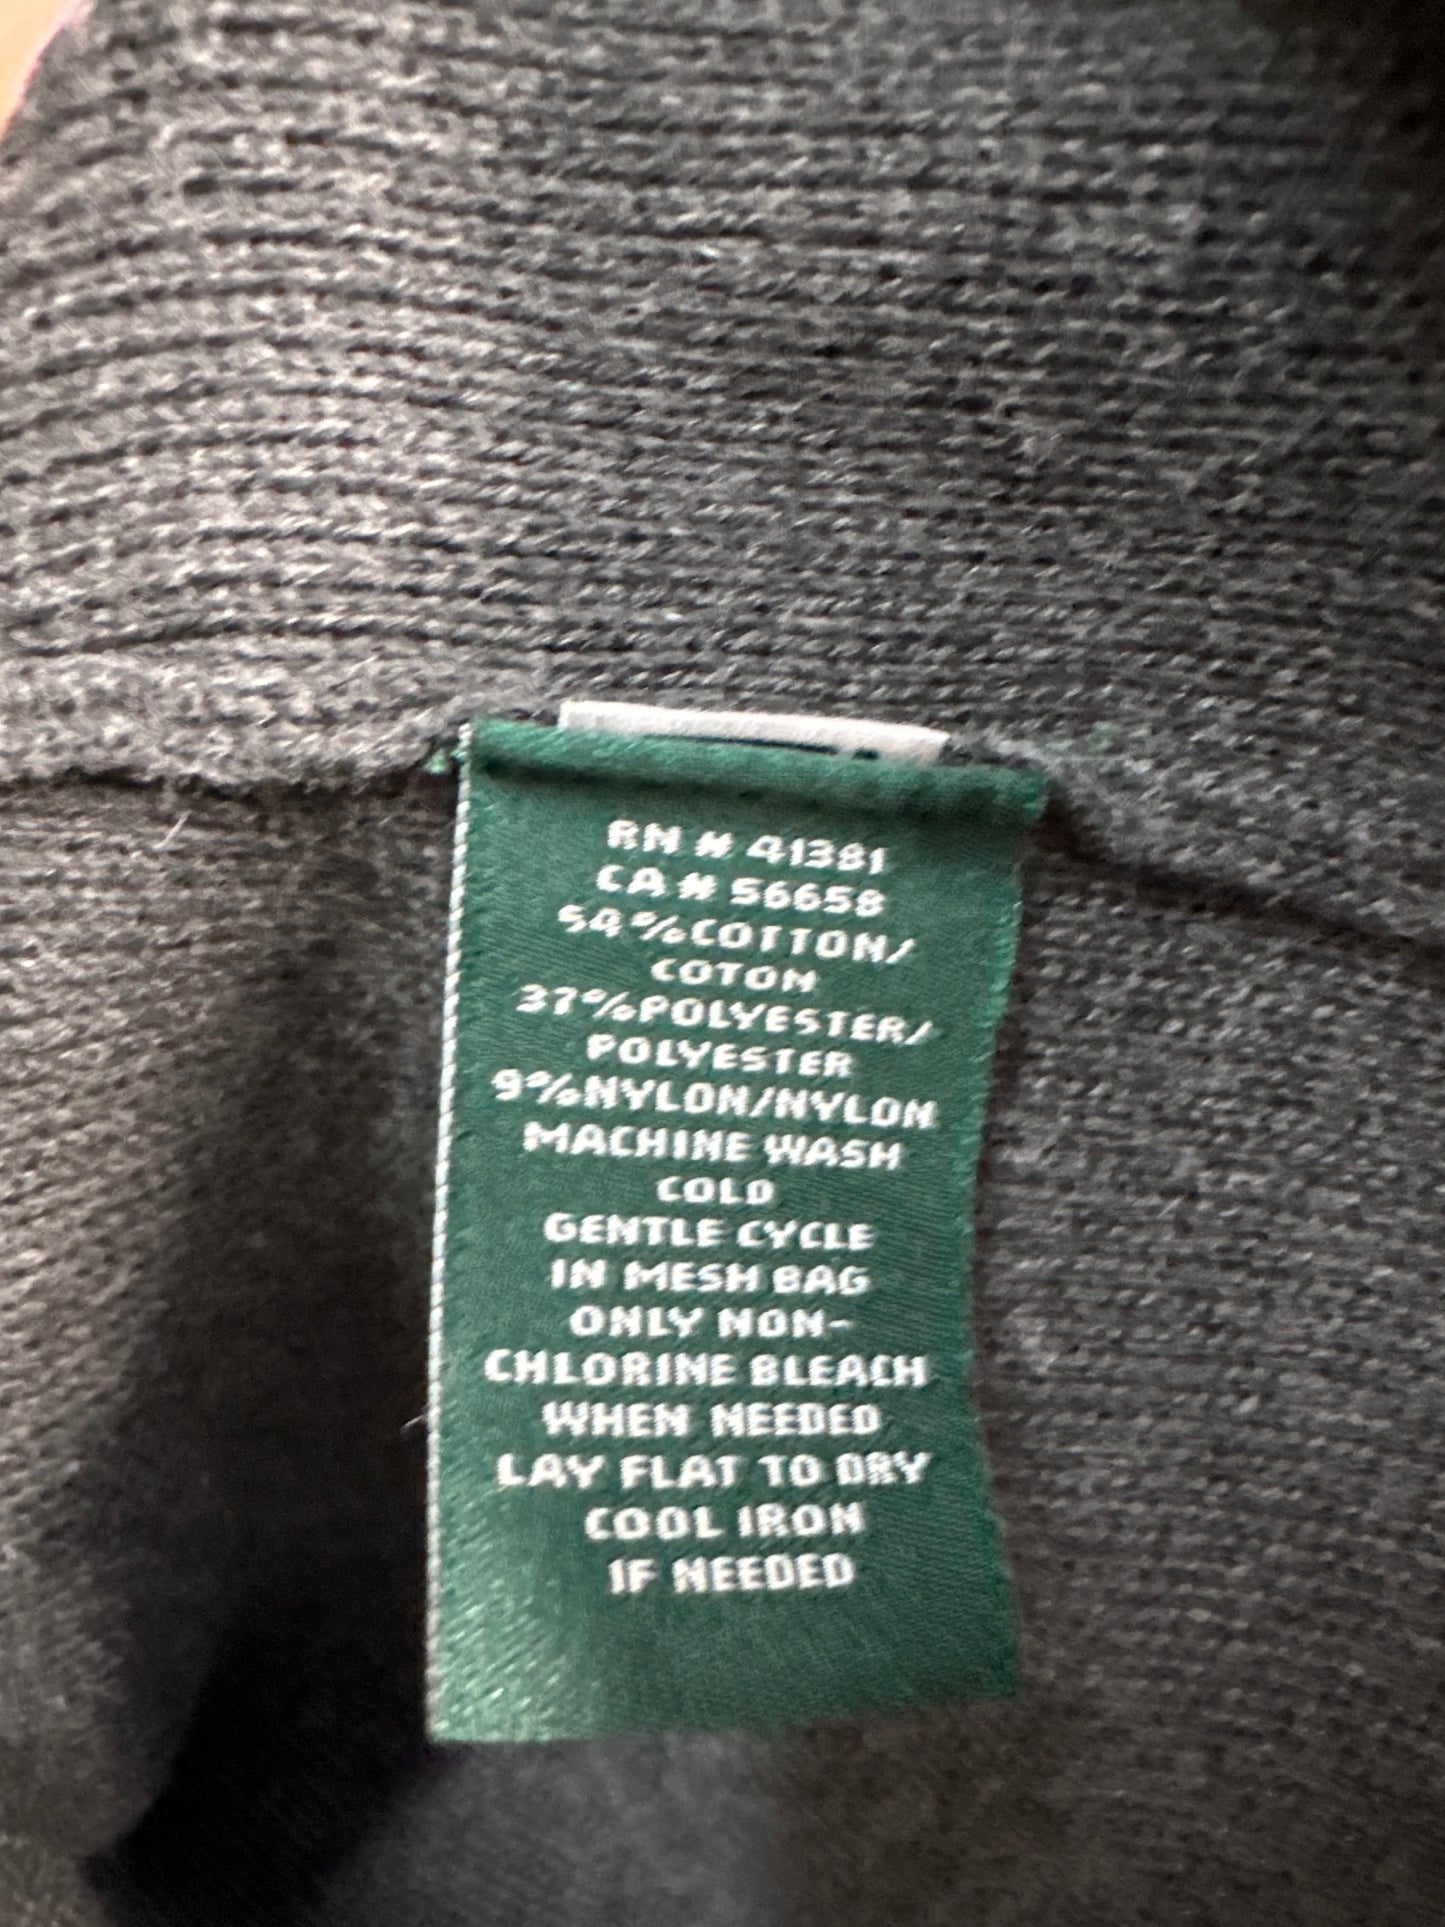 RN # 41381
CA # 56658
54%COTTON/
COTON
37%POLYESTER/
POLYESTER
9%NYLON/NYLON
MACHINE WASH
COLD
GENTLE CYCLE
IN MESH BAG
ONLY NON-
CHLORINE BLEACH
WHEN NEEDED
LAY FLAT TO DRY
COOL IRON
IF NEEDED